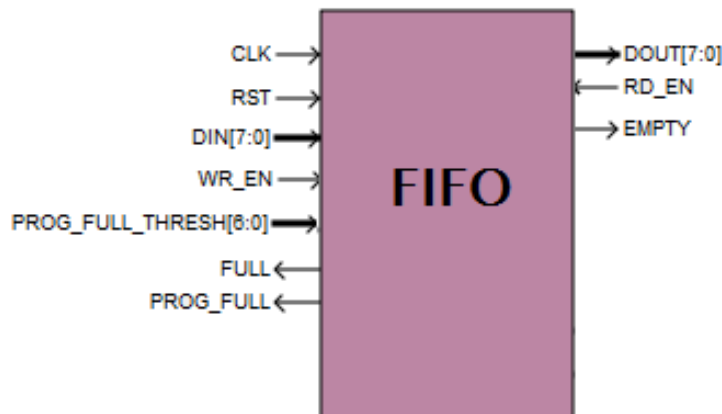 CLK
RST
DIN[7:0]
WR_EN
PROG_FULL_THRESH[6:0]
FULL
PROG_FULL
FIFO
DOUT[7:0]
RD_EN
EMPTY